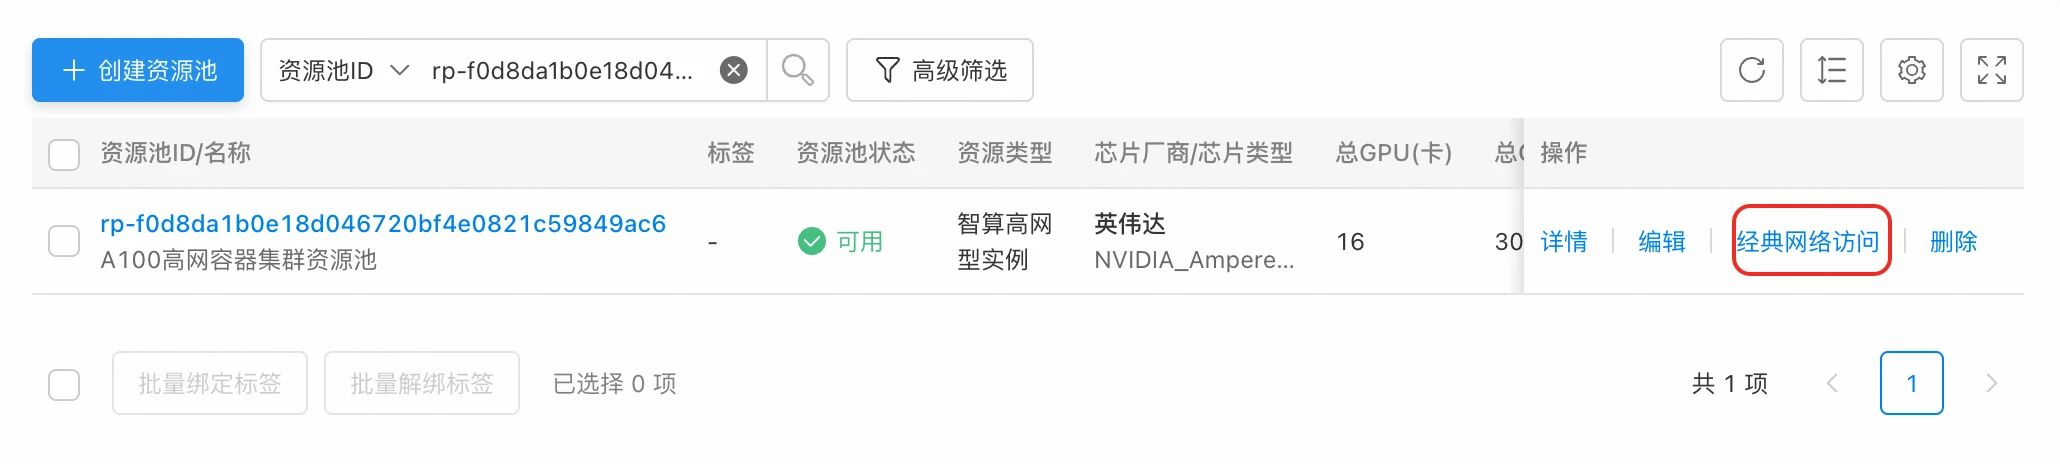 创建资源池
资源池ID
rp-f0d8da1b0e18d04...
高级筛选
资源池ID/名称
标签
资源池状态
资源类型
芯片厂商/芯片类型
总GPU(卡)
操作
rp-f0d8da1b0e18d046720bf4e0821c59849ac6
A100高网容器集群资源池
-
可用
智算高网
型实例
英伟达
NVIDIA_Ampere...
16
30
详情
编辑
经典网络访问
删除
批量绑定标签
批量解绑标签
已选择 0 项
共 1 项
1